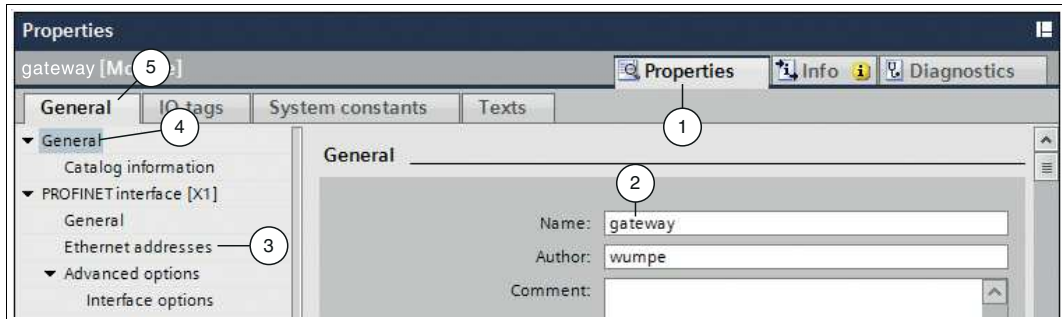 Properties
gateway [Mo e]
5
Properties
Info
Diagnostics
General
IO tags
System constants
Texts
1
4
General
Catalog information
PROFINET interface [X1]
General
Ethernet addresses
3
Advanced options
Interface options
General
2
Name: gateway
Author: wumpe
Comment: